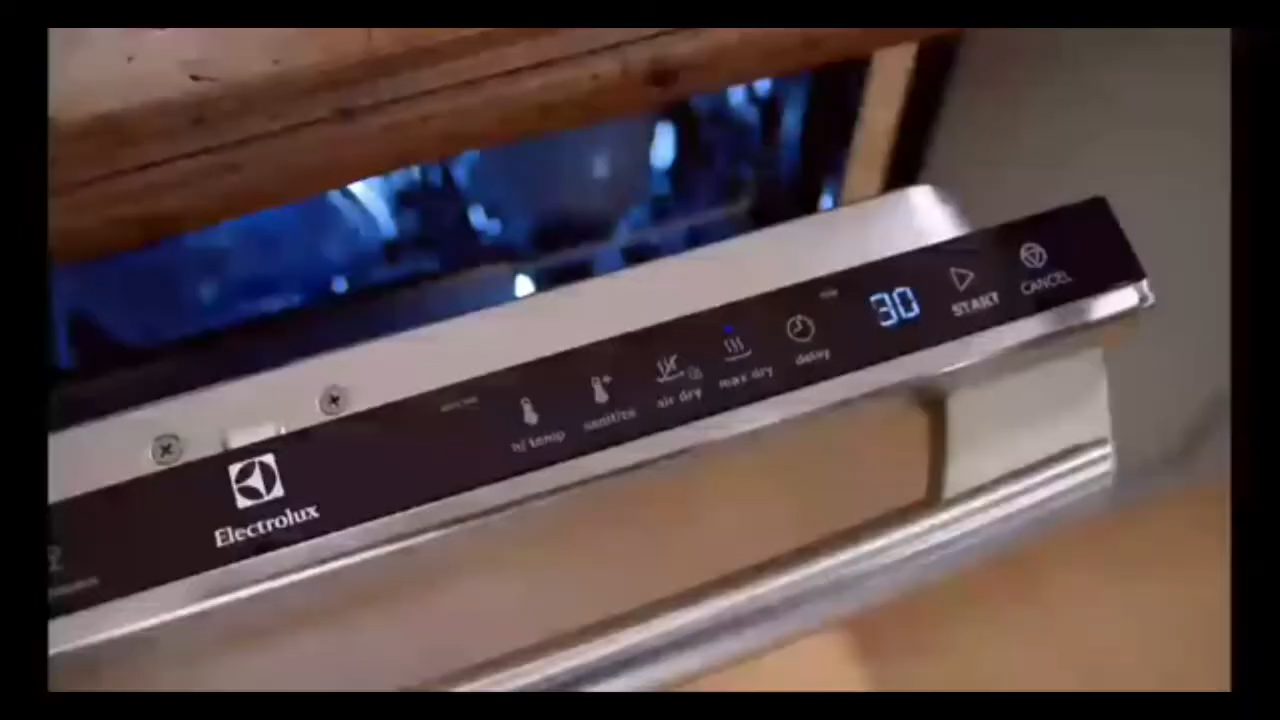 Electrolux
hi temp
sanitize
air dry
max dry
delay
30
START
CANCEL